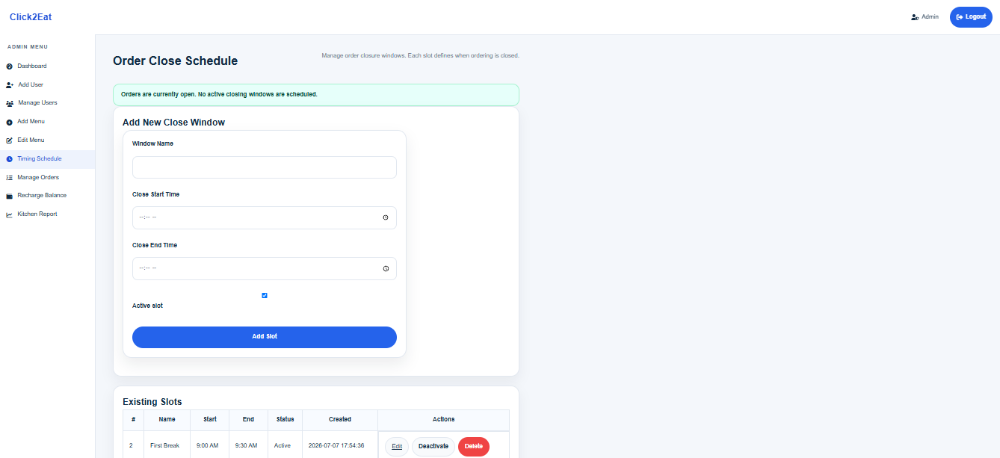 Click2Eat
Admin
Logout
ADMIN MENU
Dashboard
Add User
Manage Users
Add Menu
Edit Menu
Timing Schedule
Manage Orders
Recharge Balance
Kitchen Report
Order Close Schedule
Manage order closure windows. Each slot defines when ordering is closed.
Orders are currently open. No active closing windows are scheduled.
Add New Close Window
Window Name
Close Start Time
--:-- --
Close End Time
--:-- --
Active slot
Add Slot
Existing Slots
# Name Start End Status Created Actions
2 First Break 9:00 AM 9:30 AM Active 2026-07-07 17:54:36 Edit Deactivate Delete